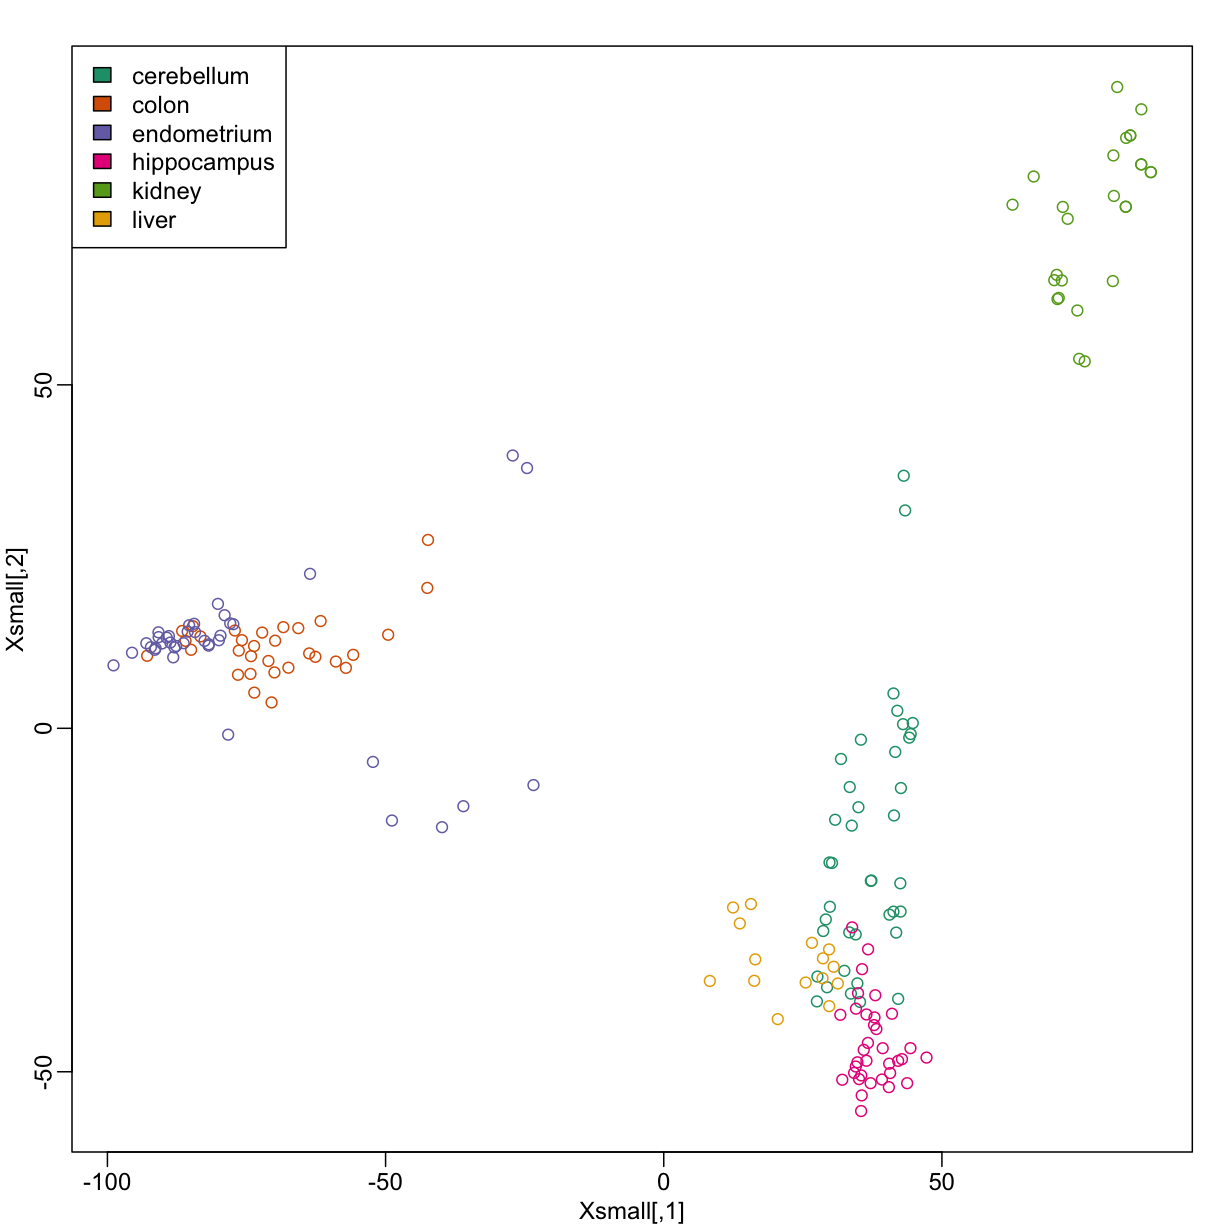 cerebellum
colon
endometrium
hippocampus
kidney
liver
50
0
-50
Xsmall[,2]
-100
-50
0
50
Xsmall[,1]